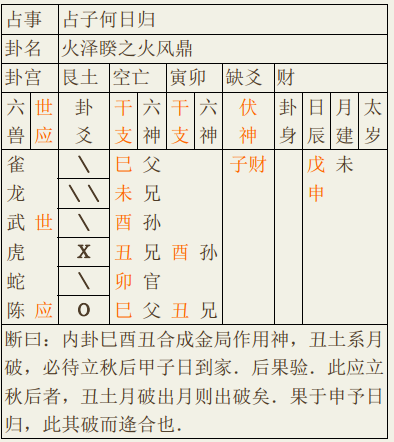 占事 占子何日归
卦名 火泽睽之火风鼎
卦宫 艮土 空亡 寅卯 缺爻 财
六兽 世应 卦爻 干支 六神 干支 六神 伏神 卦身 日辰 月建 太岁
雀 \ 巳 父 子财 戊申 未
龙 \\ 未 兄
武 世 \ 酉 孙
虎 X 丑 兄 酉 孙
蛇 \ 卯 官
陈 应 O 巳 父 丑 兄
断曰：内卦巳酉丑合成金局作用神，丑土系月
破，必待立秋后甲子日到家．后果验．此应立
秋后者，丑土月破出月则出破矣．果于申予日
归，此其破而逢合也．